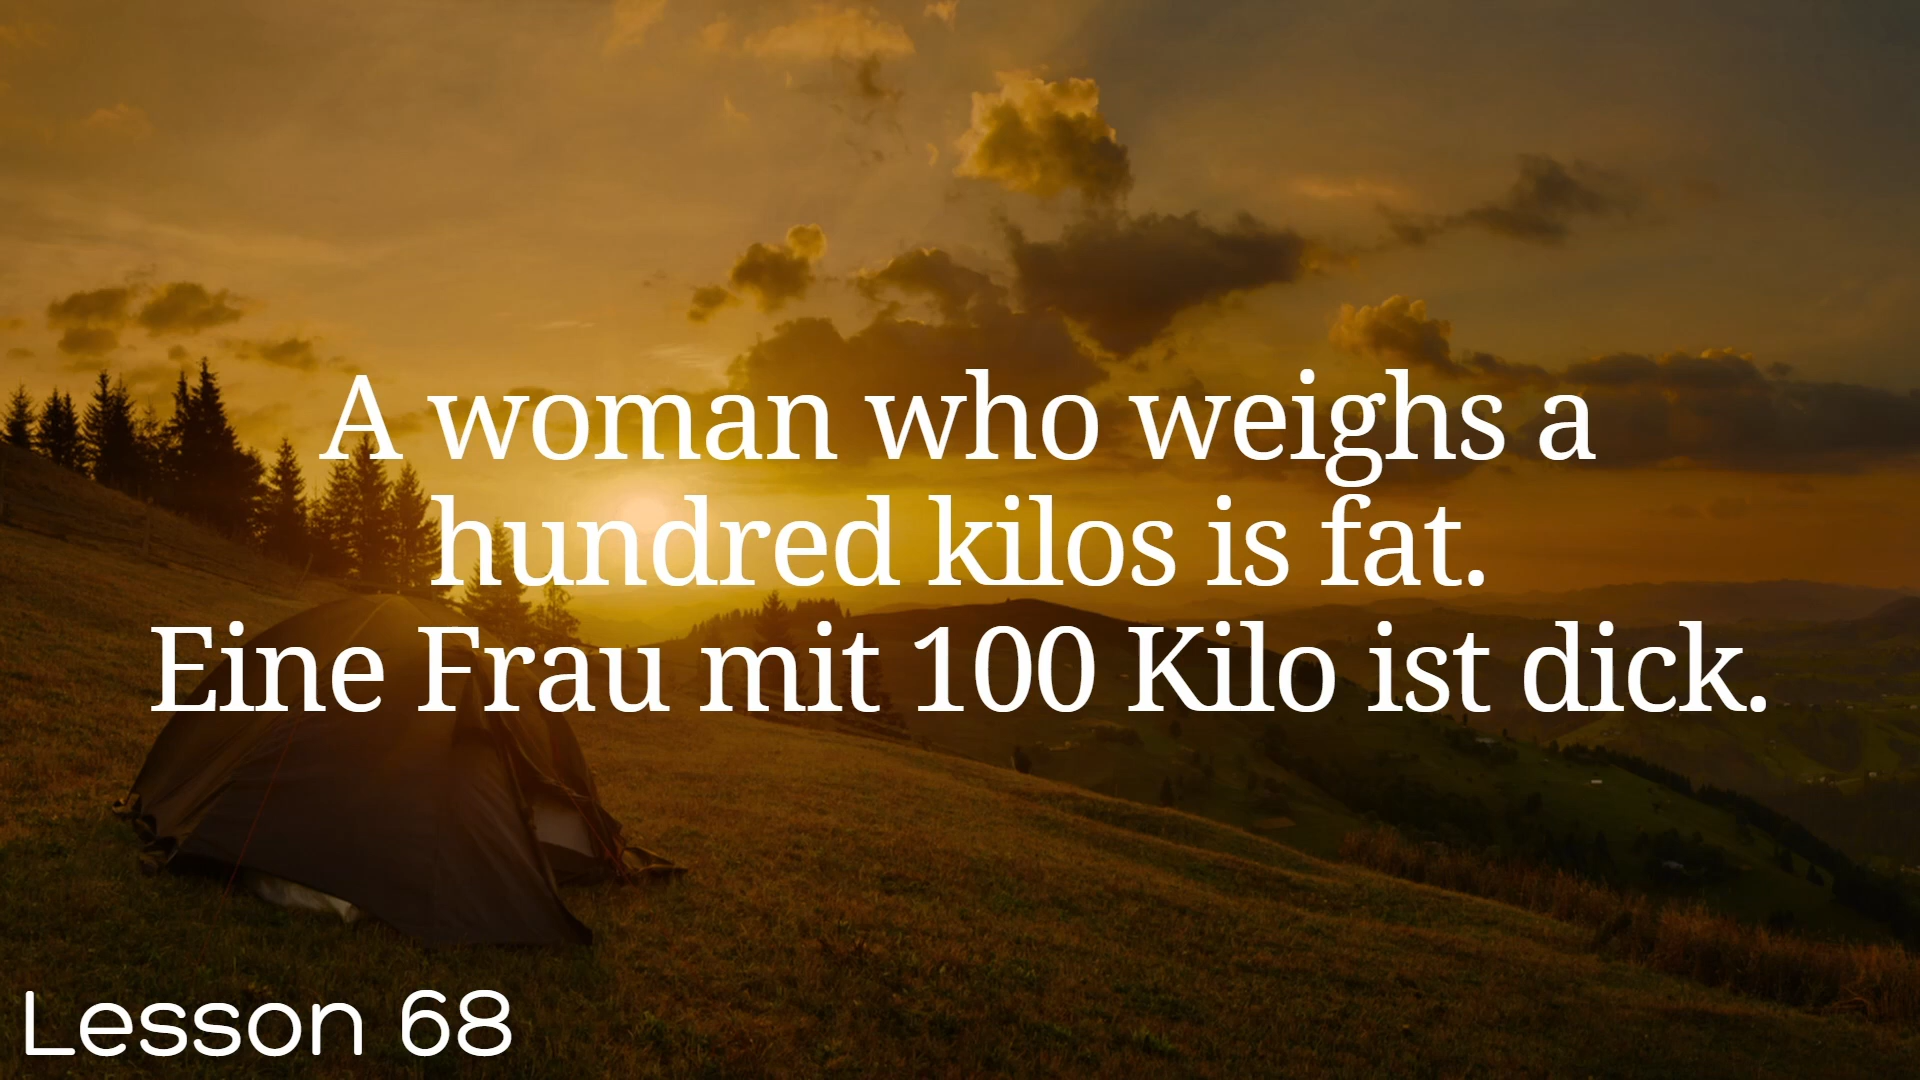 A woman who weighs a
hundred kilos is fat.
Eine Frau mit 100 Kilo ist dick.
Lesson 68